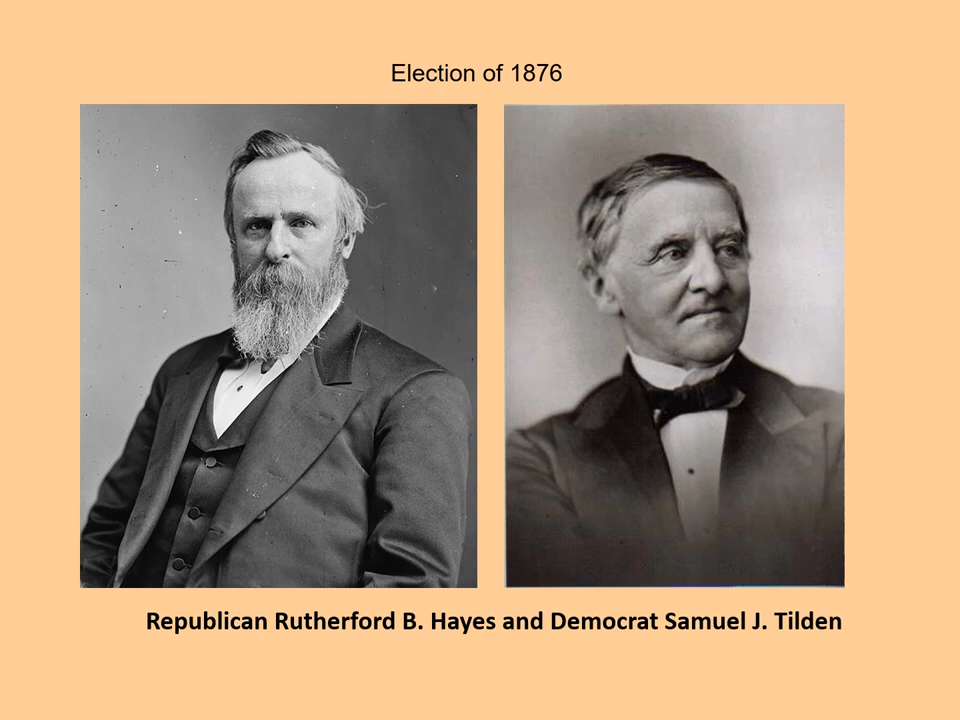 Election of 1876
Republican Rutherford B. Hayes and Democrat Samuel J. Tilden